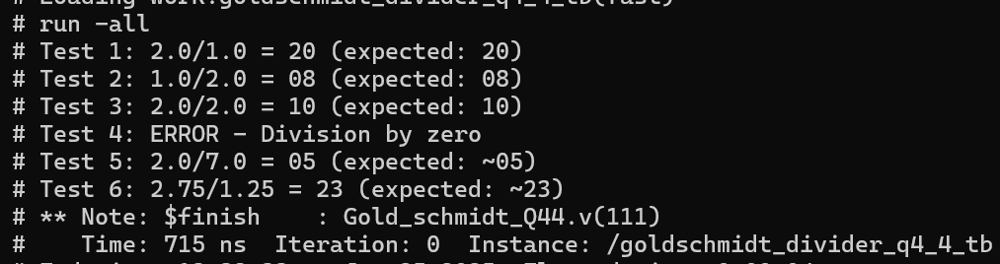 # Loading work.goldschmidt_divider_q4_4_tb(fast)
# run -all
# Test 1: 2.0/1.0 = 20 (expected: 20)
# Test 2: 1.0/2.0 = 08 (expected: 08)
# Test 3: 2.0/2.0 = 10 (expected: 10)
# Test 4: ERROR - Division by zero
# Test 5: 2.0/7.0 = 05 (expected: ~05)
# Test 6: 2.75/1.25 = 23 (expected: ~23)
# ** Note: $finish    : Gold_schmidt_Q44.v(111)
#    Time: 715 ns  Iteration: 0  Instance: /goldschmidt_divider_q4_4_tb